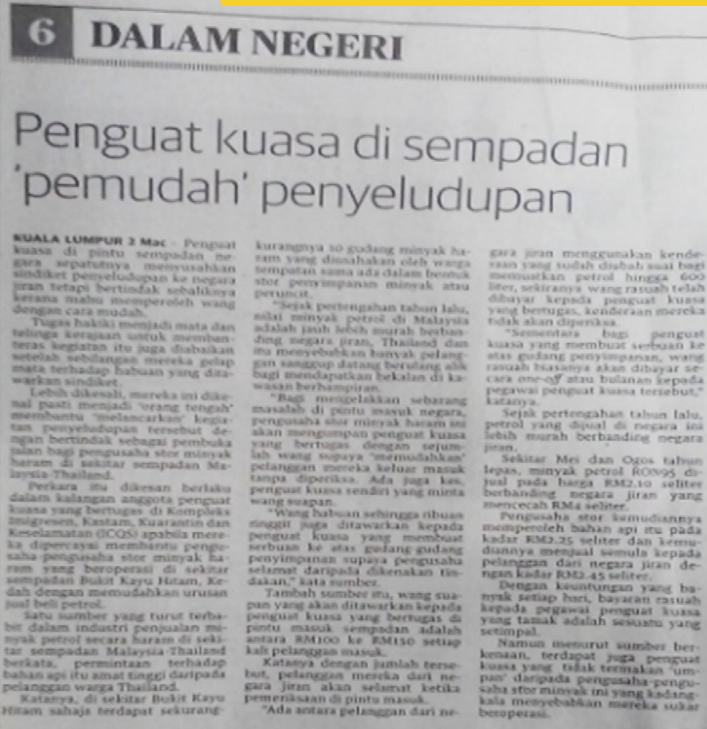 6 DALAM NEGERI
Penguat kuasa di sempadan
'pemudah' penyeludupan
KUALA LUMPUR 2 Mac - Penguat
kuasa di pintu sempadan ne-
gara sepatutnya menyusahkan
sindiket penyeludupan ke negara
jiran tetapi bertindak sebaliknya
kerana mahu memperoleh wang
dengan cara mudah.
Tugas hakiki menjadi mata dan
telinga kerajaan untuk memban-
teras kegiatan itu juga diabaikan
setelah sebilangan mereka gelap
mata terhadap habuan yang dita-
warkan sindiket.
Lebih dikesali, mereka ini dike-
nal pasti menjadi 'orang tengah'
membantu 'melancarkan' kegia-
tan penyeludupan tersebut de-
ngan bertindak sebagai pembuka
jalan bagi pengusaha stor minyak
haram di sekitar sempadan Ma-
laysia-Thailand.
Perkara itu dikesan berlaku
dalam kalangan anggota penguat
kuasa yang bertugas di Kompleks
Imigresen, Kastam, Kuarantin dan
Keselamatan (ICQS) apabila mere-
ka dipercayai membantu pengu-
saha pengusaha stor minyak ha-
ram yang beroperasi di sekitar
sempadan Bukit Kayu Hitam, Ke-
dah dengan memudahkan urusan
jual beli petrol.
Satu sumber yang turut terba-
bit dalam industri penjualan mi-
nyak petrol secara haram di seki-
tar sempadan Malaysia-Thailand
berkata, permintaan terhadap
bahan api itu amat tinggi daripada
pelanggan warga Thailand.
Katanya, di sekitar Bukit Kayu
Hitam sahaja terdapat sekurang-
kurangnya 10 gudang minyak ha-
ram yang diusahakan oleh warga
tempatan sama ada dalam bentuk
stor penyimpanan minyak atau
peruncit.
"Sejak pertengahan tahun lalu,
nilai minyak petrol di Malaysia
adalah jauh lebih murah berban-
ding negara jiran, Thailand dan
itu menyebabkan banyak pelang-
gan sanggup datang berulang alik
bagi mendapatkan bekalan di ka-
wasan berhampiran.
"Bagi mengelakkan sebarang
masalah di pintu masuk negara,
pengusaha stor minyak haram ini
akan mengumpan penguat kuasa
yang bertugas dengan sejum-
lah wang supaya 'memudahkan'
pelanggan mereka keluar masuk
tanpa diperiksa. Ada juga kes,
penguat kuasa sendiri yang minta
wang suapan.
"Wang habuan sehingga ribuan
ringgit juga ditawarkan kepada
penguat kuasa yang membuat
serbuan ke atas gudang-gudang
penyimpanan supaya pengusaha
selamat daripada dikenakan tin-
dakan," kata sumber.
Tambah sumber itu, wang sua-
pan yang akan ditawarkan kepada
penguat kuasa yang bertugas di
pintu masuk sempadan adalah
antara RM100 ke RM150 setiap
kali pelanggan masuk.
Katanya dengan jumlah terse-
but, pelanggan mereka dari ne-
gara jiran akan selamat ketika
pemeriksaan di pintu masuk.
"Ada antara pelanggan dari ne-
gara jiran menggunakan kende-
raan yang sudah diubah suai bagi
memuatkan petrol hingga 600
liter, sekiranya wang rasuah telah
dibayar kepada penguat kuasa
yang bertugas, kenderaan mereka
tidak akan diperiksa.
"Sementara bagi penguat
kuasa yang membuat serbuan ke
atas gudang penyimpanan, wang
rasuah biasanya akan dibayar se-
cara one-off atau bulanan kepada
pegawai penguat kuasa tersebut,"
katanya.
Sejak pertengahan tahun lalu,
petrol yang dijual di negara ini
lebih murah berbanding negara
jiran.
Sekitar Mei dan Ogos tahun
lepas, minyak petrol RON95 di-
jual pada harga RM2.10 seliter
berbanding negara jiran yang
mencecah RM4 seliter.
Pengusaha stor kemudiannya
memperoleh bahan api itu pada
kadar RM2.25 seliter dan kemu-
diannya menjual semula kepada
pelanggan dari negara jiran de-
ngan kadar RM2.45 seliter.
Dengan keuntungan yang ba-
nyak setiap hari, bayaran rasuah
kepada pegawai penguat kuasa
yang tamak adalah sesuatu yang
setimpal.
Namun menurut sumber ber-
kenaan, terdapat juga penguat
kuasa yang tidak termakan 'um-
pan' daripada pengusaha-pengu-
saha stor minyak ini yang kadang-
kala menyebabkan mereka sukar
beroperasi.